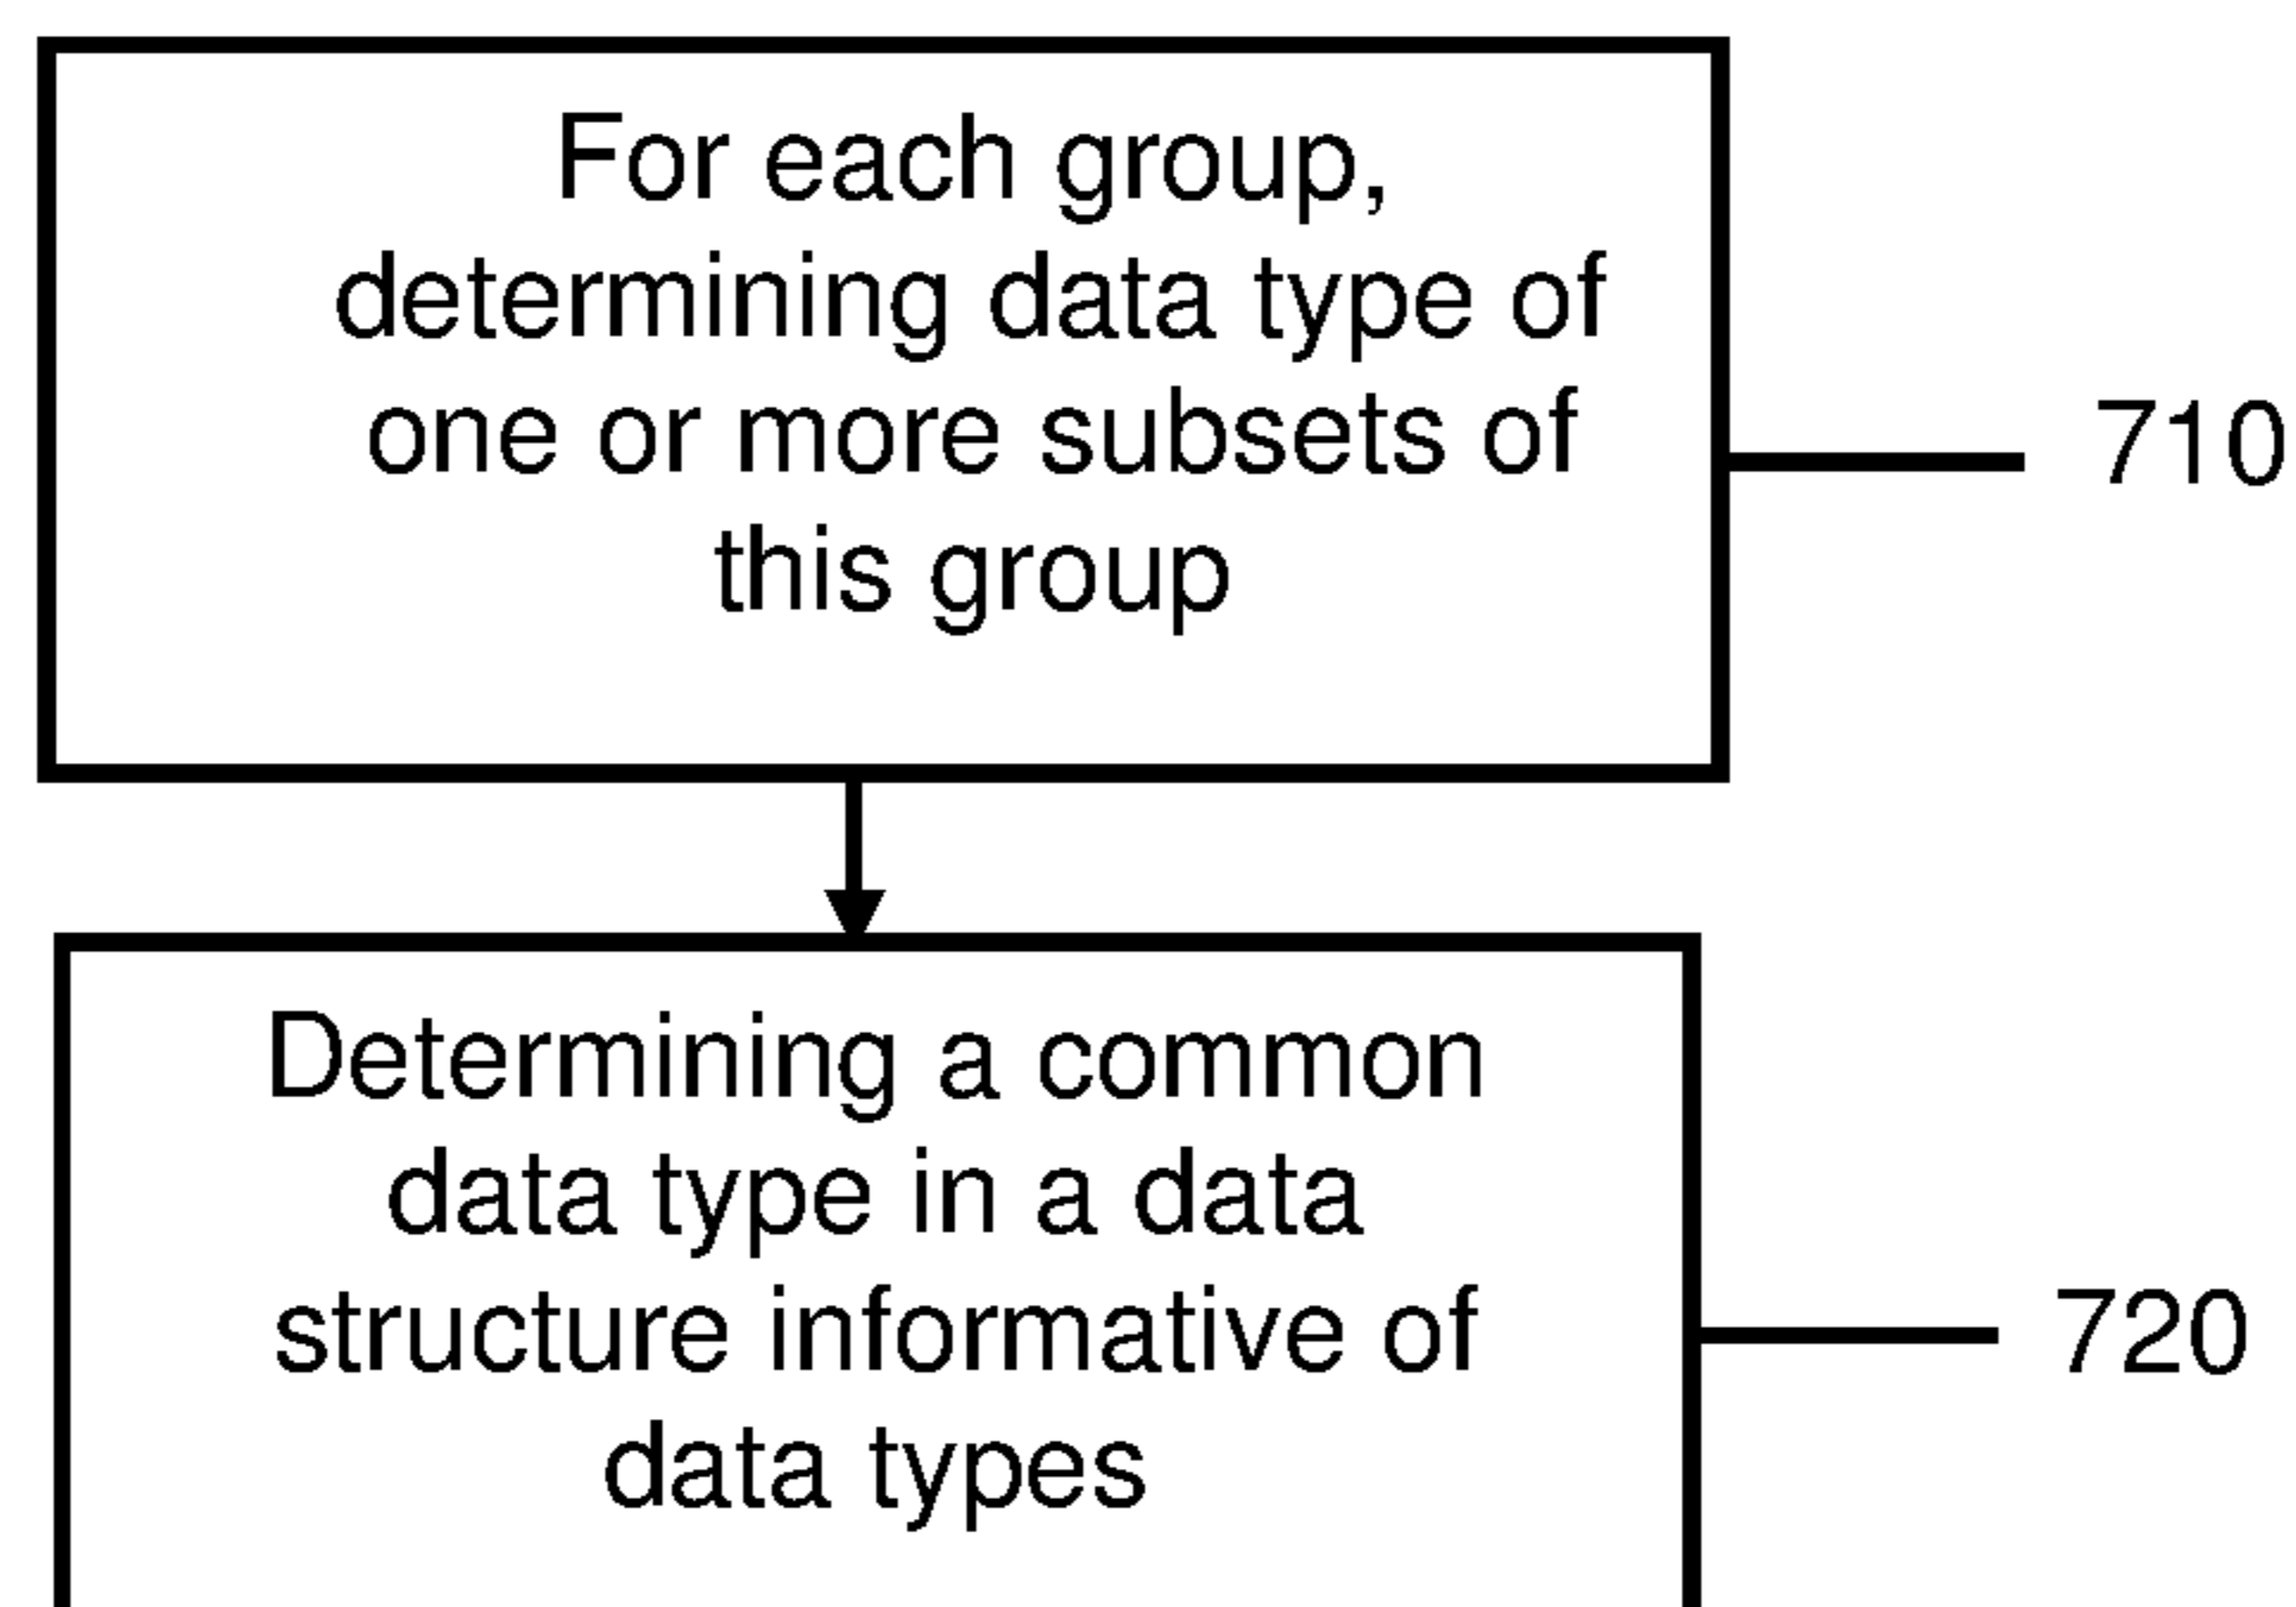 For each group,
determining data type of
one or more subsets of
this group
710
Determining a common
data type in a data
structure informative of
data types
720